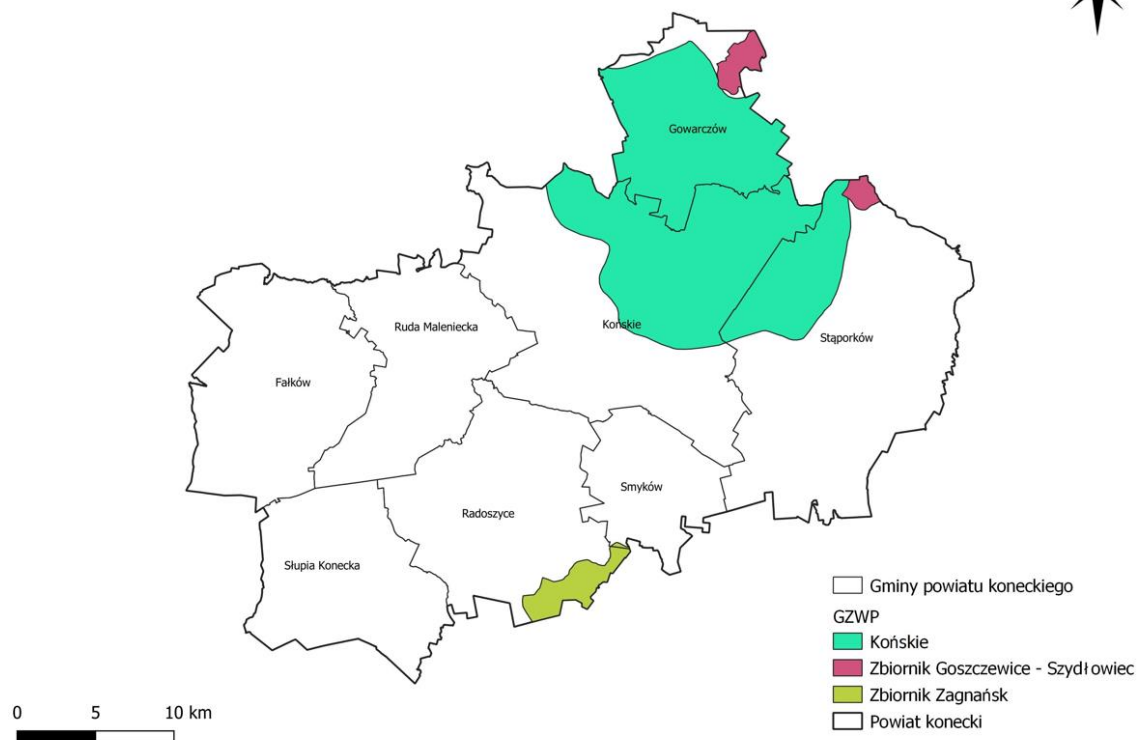 Gowarczów
Końskie
Stąporków
Ruda Maleniecka
Fałków
Smyków
Radoszyce
Słupia Konecka
Gminy powiatu koneckiego
GZWP
Końskie
Zbiornik Goszczewice - Szydłowiec
Zbiornik Zagnańsk
Powiat konecki
0 5 10 km